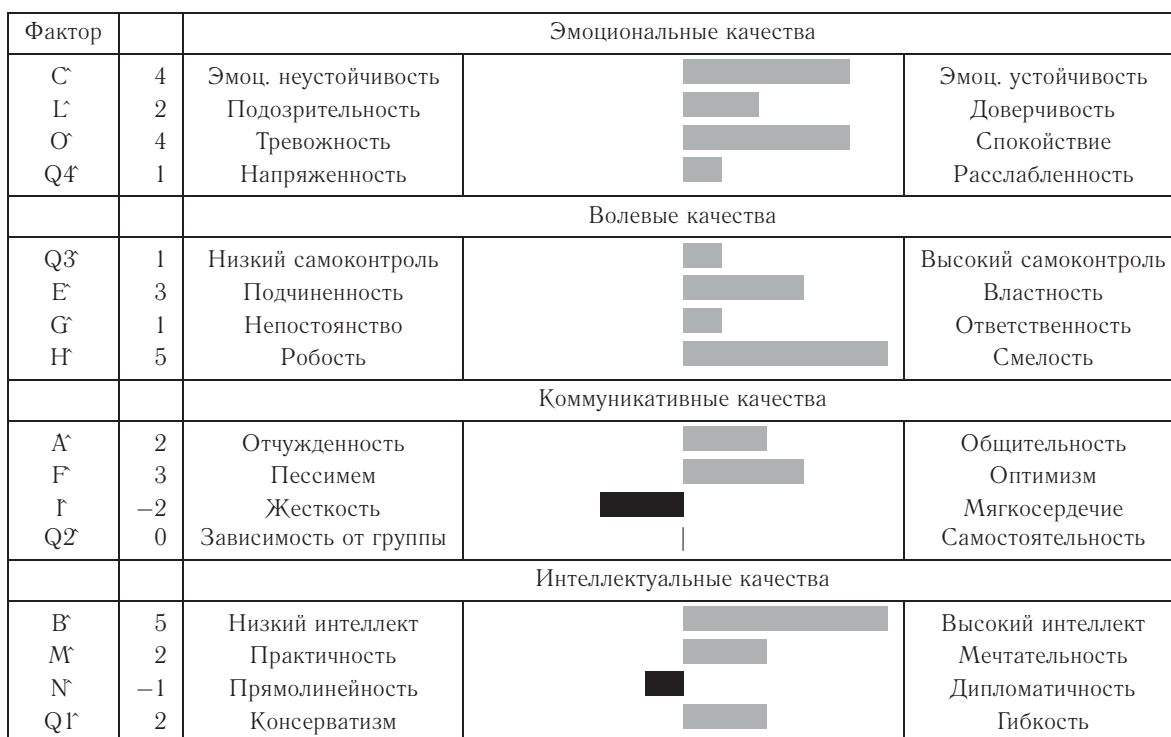 Фактор Эмоциональные качества
C^ 4 Эмоц. неустойчивость Эмоц. устойчивость
L^ 2 Подозрительность Доверчивость
O^ 4 Тревожность Спокойствие
Q4^ 1 Напряженность Расслабленность
Волевые качества
Q3^ 1 Низкий самоконтроль Высокий самоконтроль
E^ 3 Подчиненность Властность
G^ 1 Непостоянство Ответственность
H^ 5 Робость Смелость
Коммуникативные качества
A^ 2 Отчужденность Общительность
F^ 3 Пессимем Оптимизм
I^ −2 Жесткость Мягкосердечие
Q2^ 0 Зависимость от группы Самостоятельность
Интеллектуальные качества
B^ 5 Низкий интеллект Высокий интеллект
M^ 2 Практичность Мечтательность
N^ −1 Прямолинейность Дипломатичность
Q1^ 2 Консерватизм Гибкость